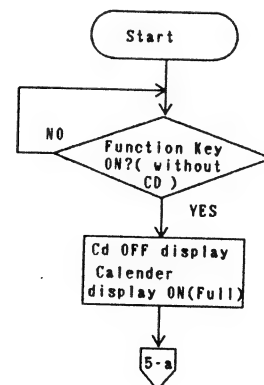 Start
NO
Function Key
ON?( without
CD )
YES
Cd OFF display
Calender
display ON(Full)
5-a